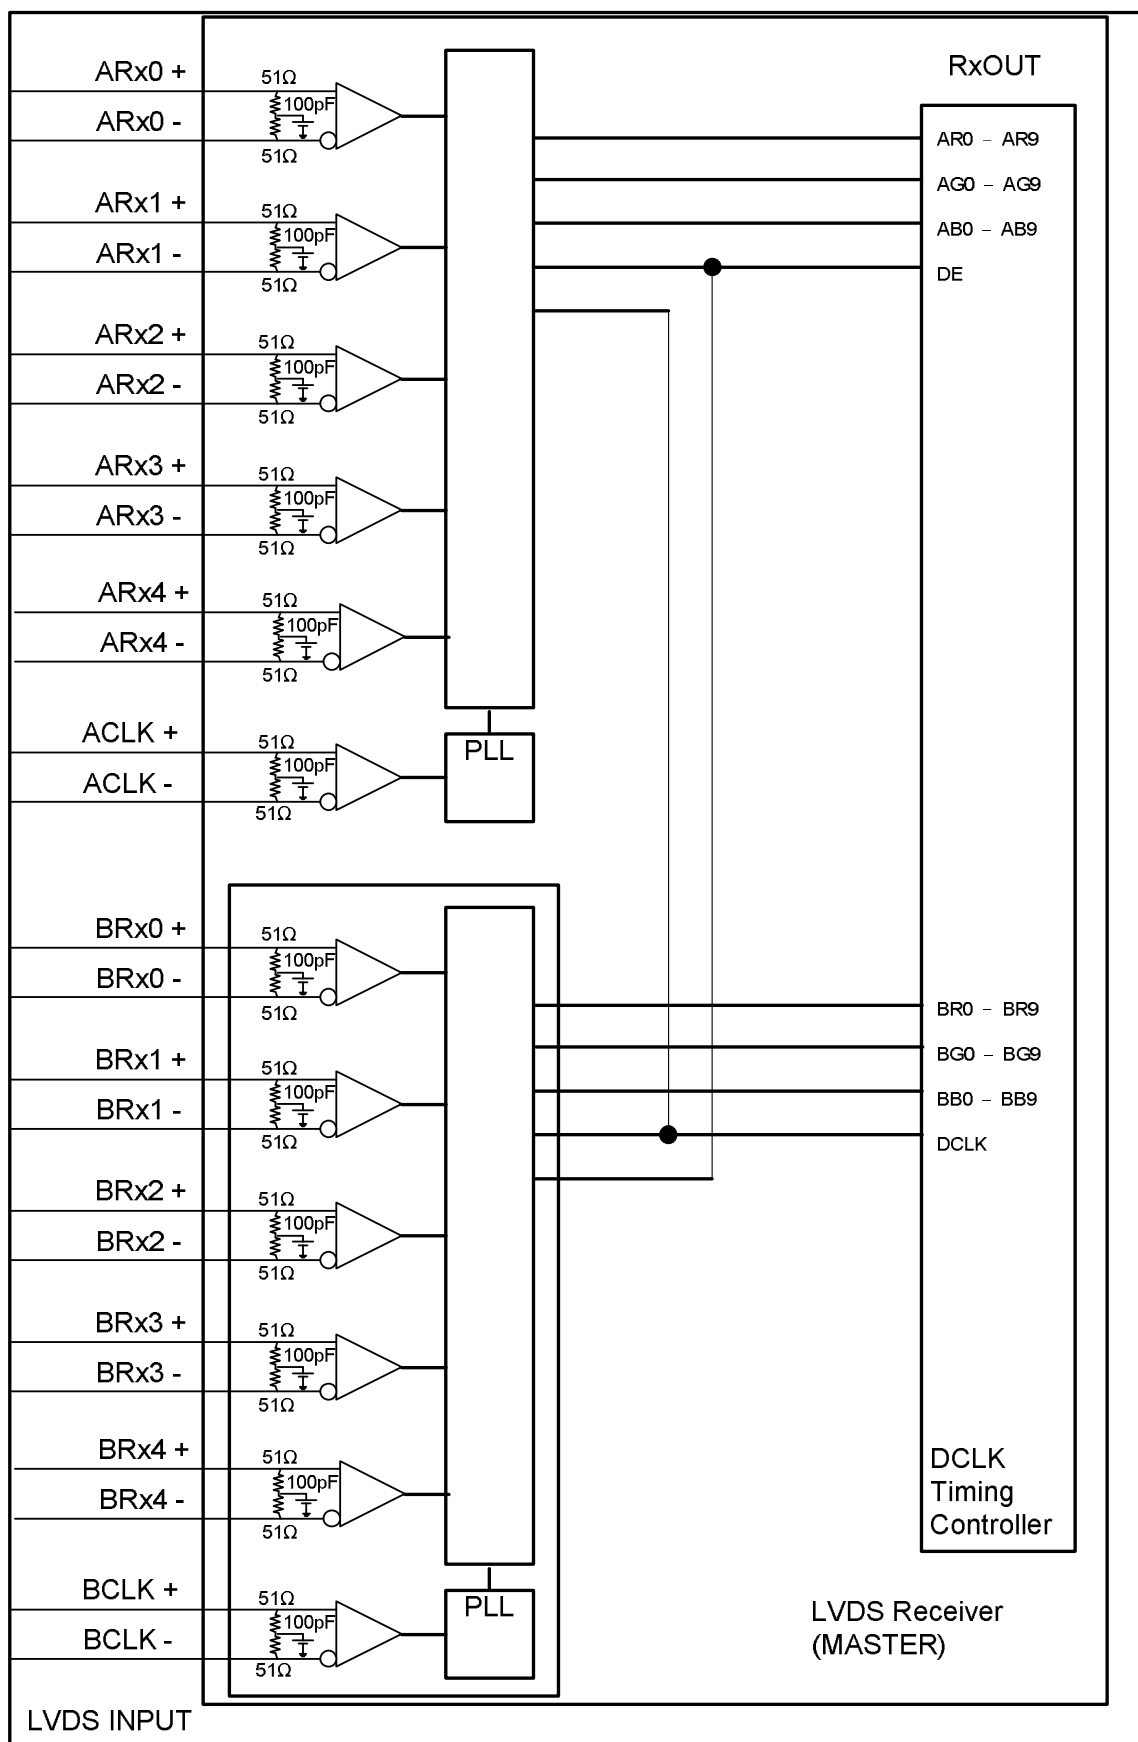 RxOUT
ARx0 +
51Ω
100pF
ARx0 -
51Ω
AR0 – AR9
AG0 – AG9
ARx1 +
51Ω
100pF
AB0 – AB9
ARx1 -
51Ω
DE
ARx2 +
51Ω
100pF
ARx2 -
51Ω
ARx3 +
51Ω
100pF
ARx3 -
51Ω
ARx4 +
51Ω
100pF
ARx4 -
51Ω
ACLK +
51Ω
100pF
PLL
ACLK -
51Ω
BRx0 +
51Ω
100pF
BRx0 -
51Ω
BR0 – BR9
BG0 – BG9
BRx1 +
51Ω
100pF
BB0 – BB9
BRx1 -
51Ω
DCLK
BRx2 +
51Ω
100pF
BRx2 -
51Ω
BRx3 +
51Ω
100pF
BRx3 -
51Ω
BRx4 +
51Ω
100pF
BRx4 -
51Ω
DCLK
Timing
Controller
BCLK +
51Ω
100pF
PLL
BCLK -
51Ω
LVDS Receiver
(MASTER)
LVDS INPUT